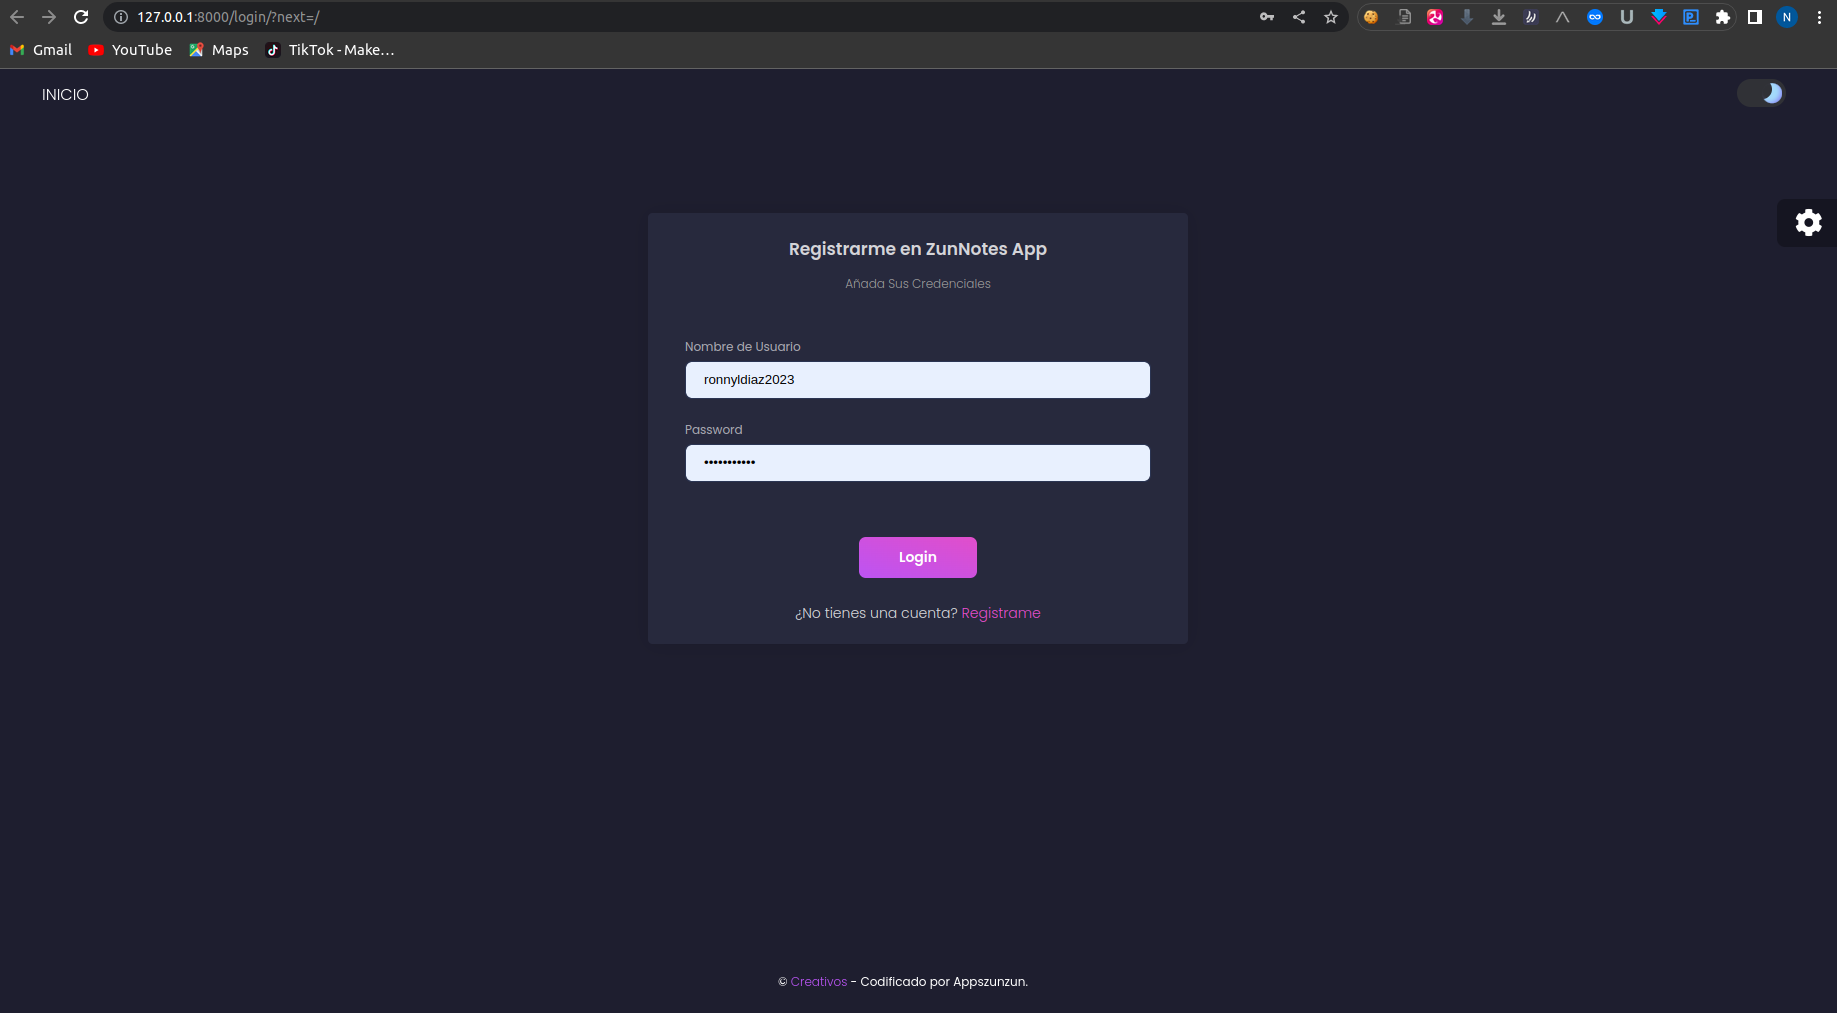 127.0.0.1:8000/login/?next=/
N
Gmail YouTube Maps TikTok - Make...
INICIO
Registrarme en ZunNotes App
Añada Sus Credenciales
Nombre de Usuario
ronnyldiaz2023
Password
Login
¿No tienes una cuenta? Registrame
© Creativos - Codificado por Appszunzun.